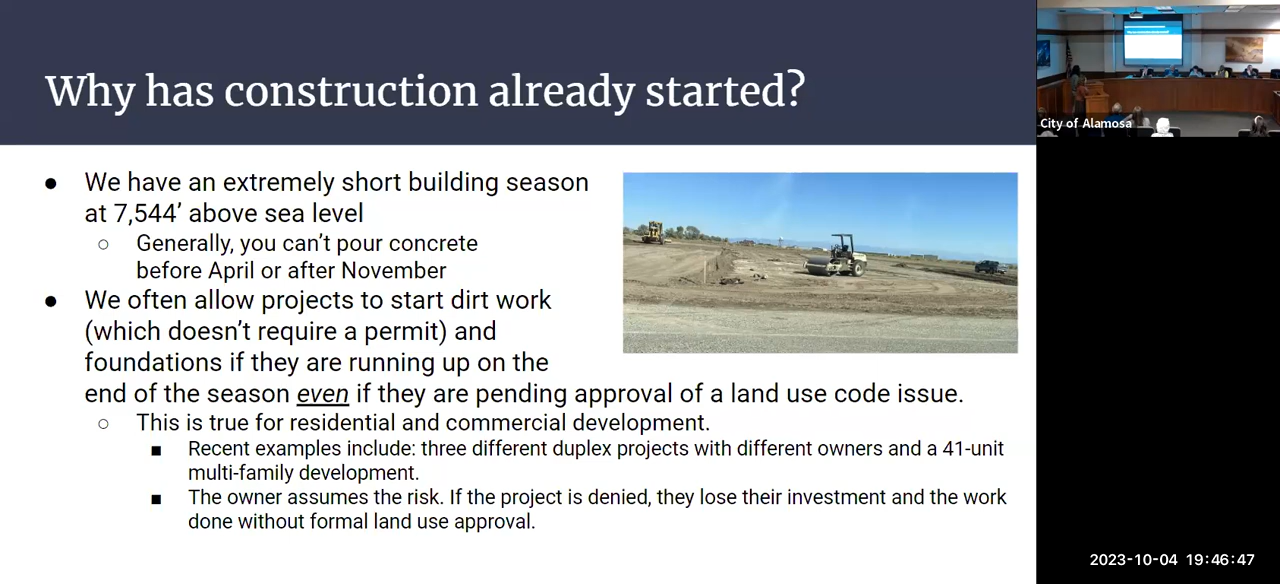 Why has construction already started?
City of Alamosa
● We have an extremely short building season
at 7,544’ above sea level
○ Generally, you can’t pour concrete
before April or after November
● We often allow projects to start dirt work
(which doesn’t require a permit) and
foundations if they are running up on the
end of the season even if they are pending approval of a land use code issue.
○ This is true for residential and commercial development.
■ Recent examples include: three different duplex projects with different owners and a 41-unit
multi-family development.
■ The owner assumes the risk. If the project is denied, they lose their investment and the work
done without formal land use approval.
2023-10-04 19:46:47